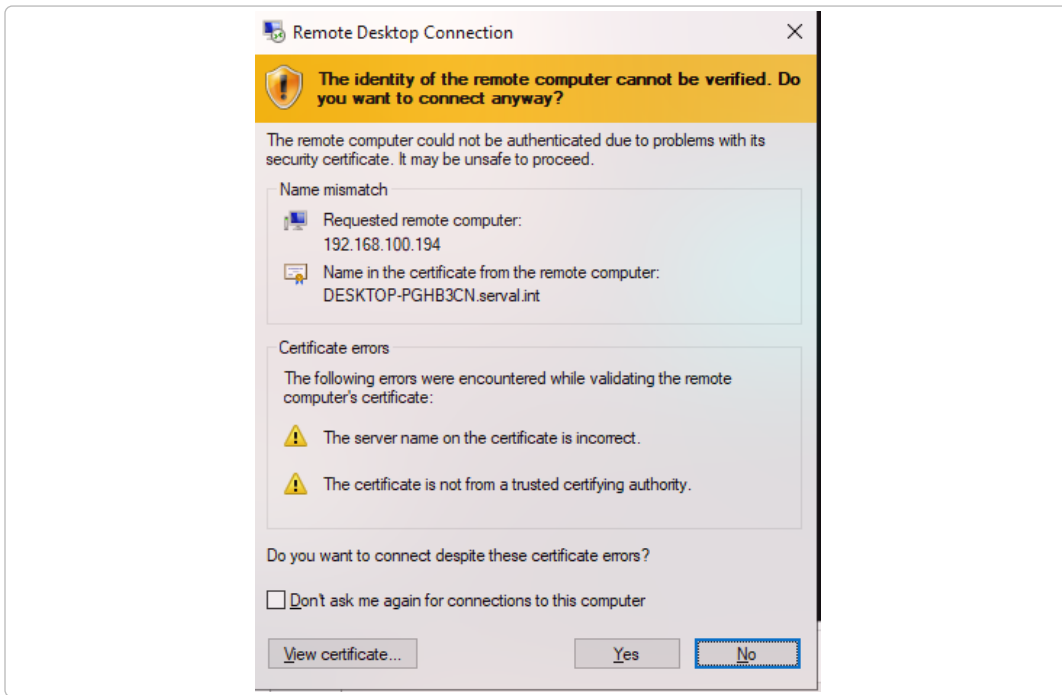 Remote Desktop Connection
The identity of the remote computer cannot be verified. Do
you want to connect anyway?
The remote computer could not be authenticated due to problems with its
security certificate. It may be unsafe to proceed.
Name mismatch
Requested remote computer:
192.168.100.194
Name in the certificate from the remote computer:
DESKTOP-PGHB3CN.serval.int
Certificate errors
The following errors were encountered while validating the remote
computer's certificate:
The server name on the certificate is incorrect.
The certificate is not from a trusted certifying authority.
Do you want to connect despite these certificate errors?
Don't ask me again for connections to this computer
View certificate... Yes No